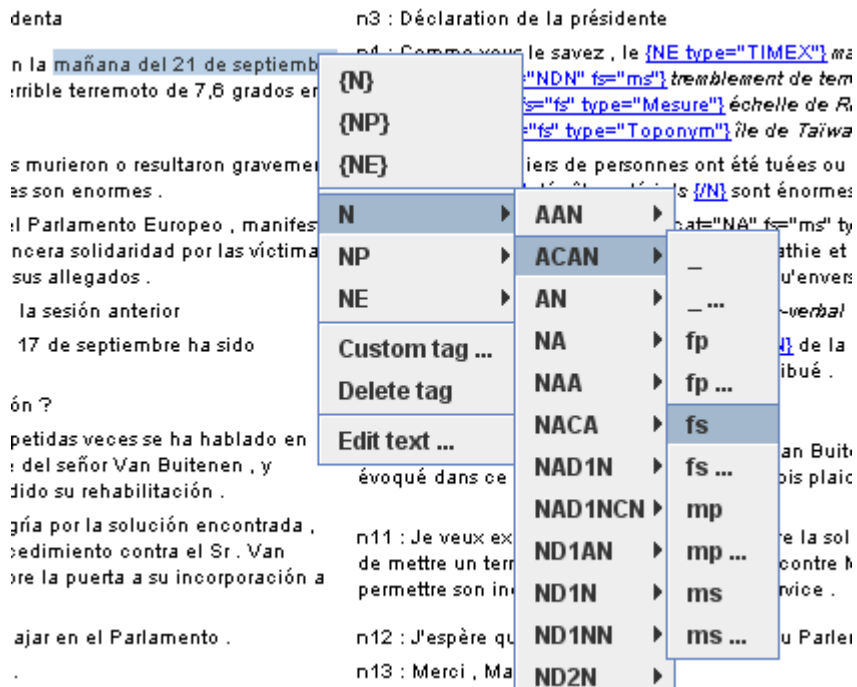 denta
n la mañana del 21 de septiemb
rrible terremoto de 7,6 grados en
s murieron o resultaron
es son enormes .
l Parlamento Europeo , manifes
ncera solidaridad por las víctima
sus allegados .
la sesión anterior
17 de septiembre ha sido
ón ?
petidas veces se ha hablado en
del señor Van Buitenen , y
dido su rehabilitación .
gría por la solución encontrada ,
cedimiento contra el Sr . Van
bre la puerta a su incorporación a
ajar en el Parlamento .
.
{N}
{NP}
{NE}
N
NP
NE
Custom tag ...
Delete tag
Edit text ...
AAN
ACAN
AN
NA
NAA
NACA
NAD1N
NAD1NCN
ND1AN
ND1N
ND1NN
ND2N
_
_ ...
fp
fp ...
fs
fs ...
mp
mp ...
ms
ms ...
n3 : Déclaration de la présidente
n4 : Comme vous le savez , le {NE type="TIMEX"} ma
"NDN" fs="ms"} tremblement de terr
s="fs" type="Mesure"} échelle de R
="fs" type="Toponym"} île de Taïwa
iers de personnes ont été tuées ou
{/N} sont énormes
cat="NA" fs="ms" ty
athie et
u'envers
-verbal
de la
ibué .
an Buite
évoqué dans ce
ois plaid
n11 : Je veux ex
re la sol
de mettre un terr
contre M
permettre son in
rvice .
n12 : J'espère qu
u Parler
n13 : Merci , Ma